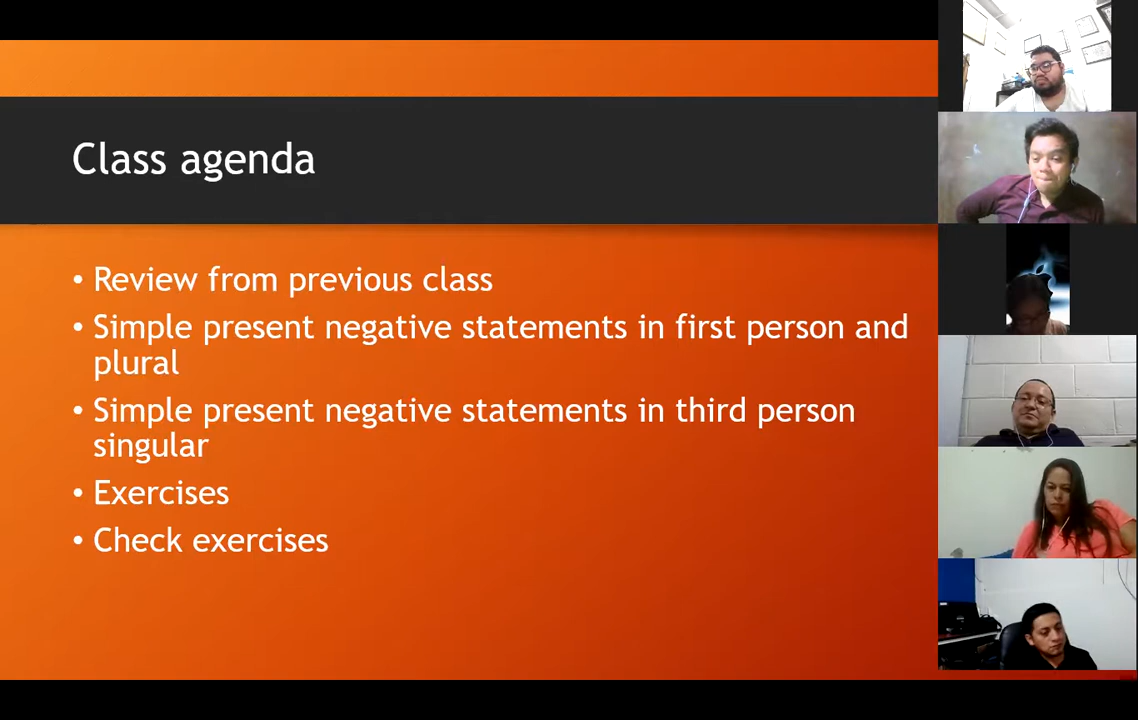 Class agenda
• Review from previous class
• Simple present negative statements in first person and
plural
• Simple present negative statements in third person
singular
• Exercises
• Check exercises